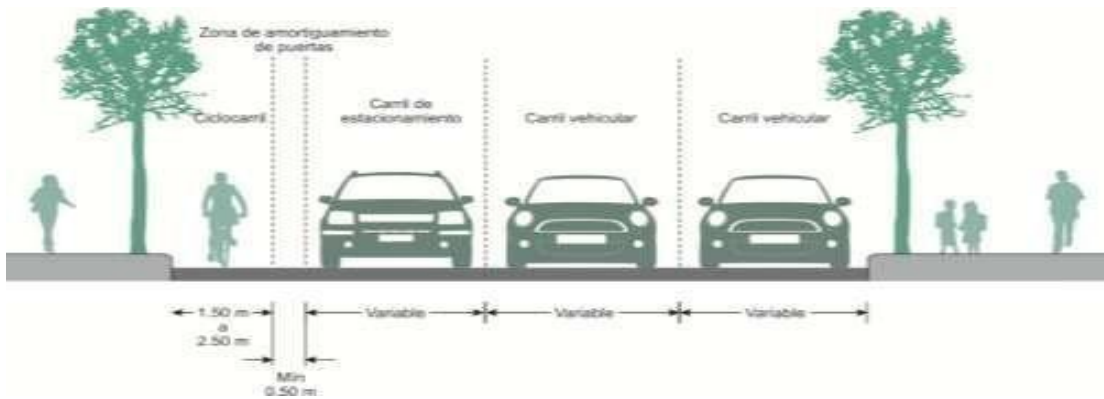 Zona de amortiguamiento
de puertas
Ciclocarril
Carril de
estacionamiento
Carril vehicular
Carril vehicular
1.50 m
a
2.50 m
Variable
Variable
Variable
Min
0.50 m